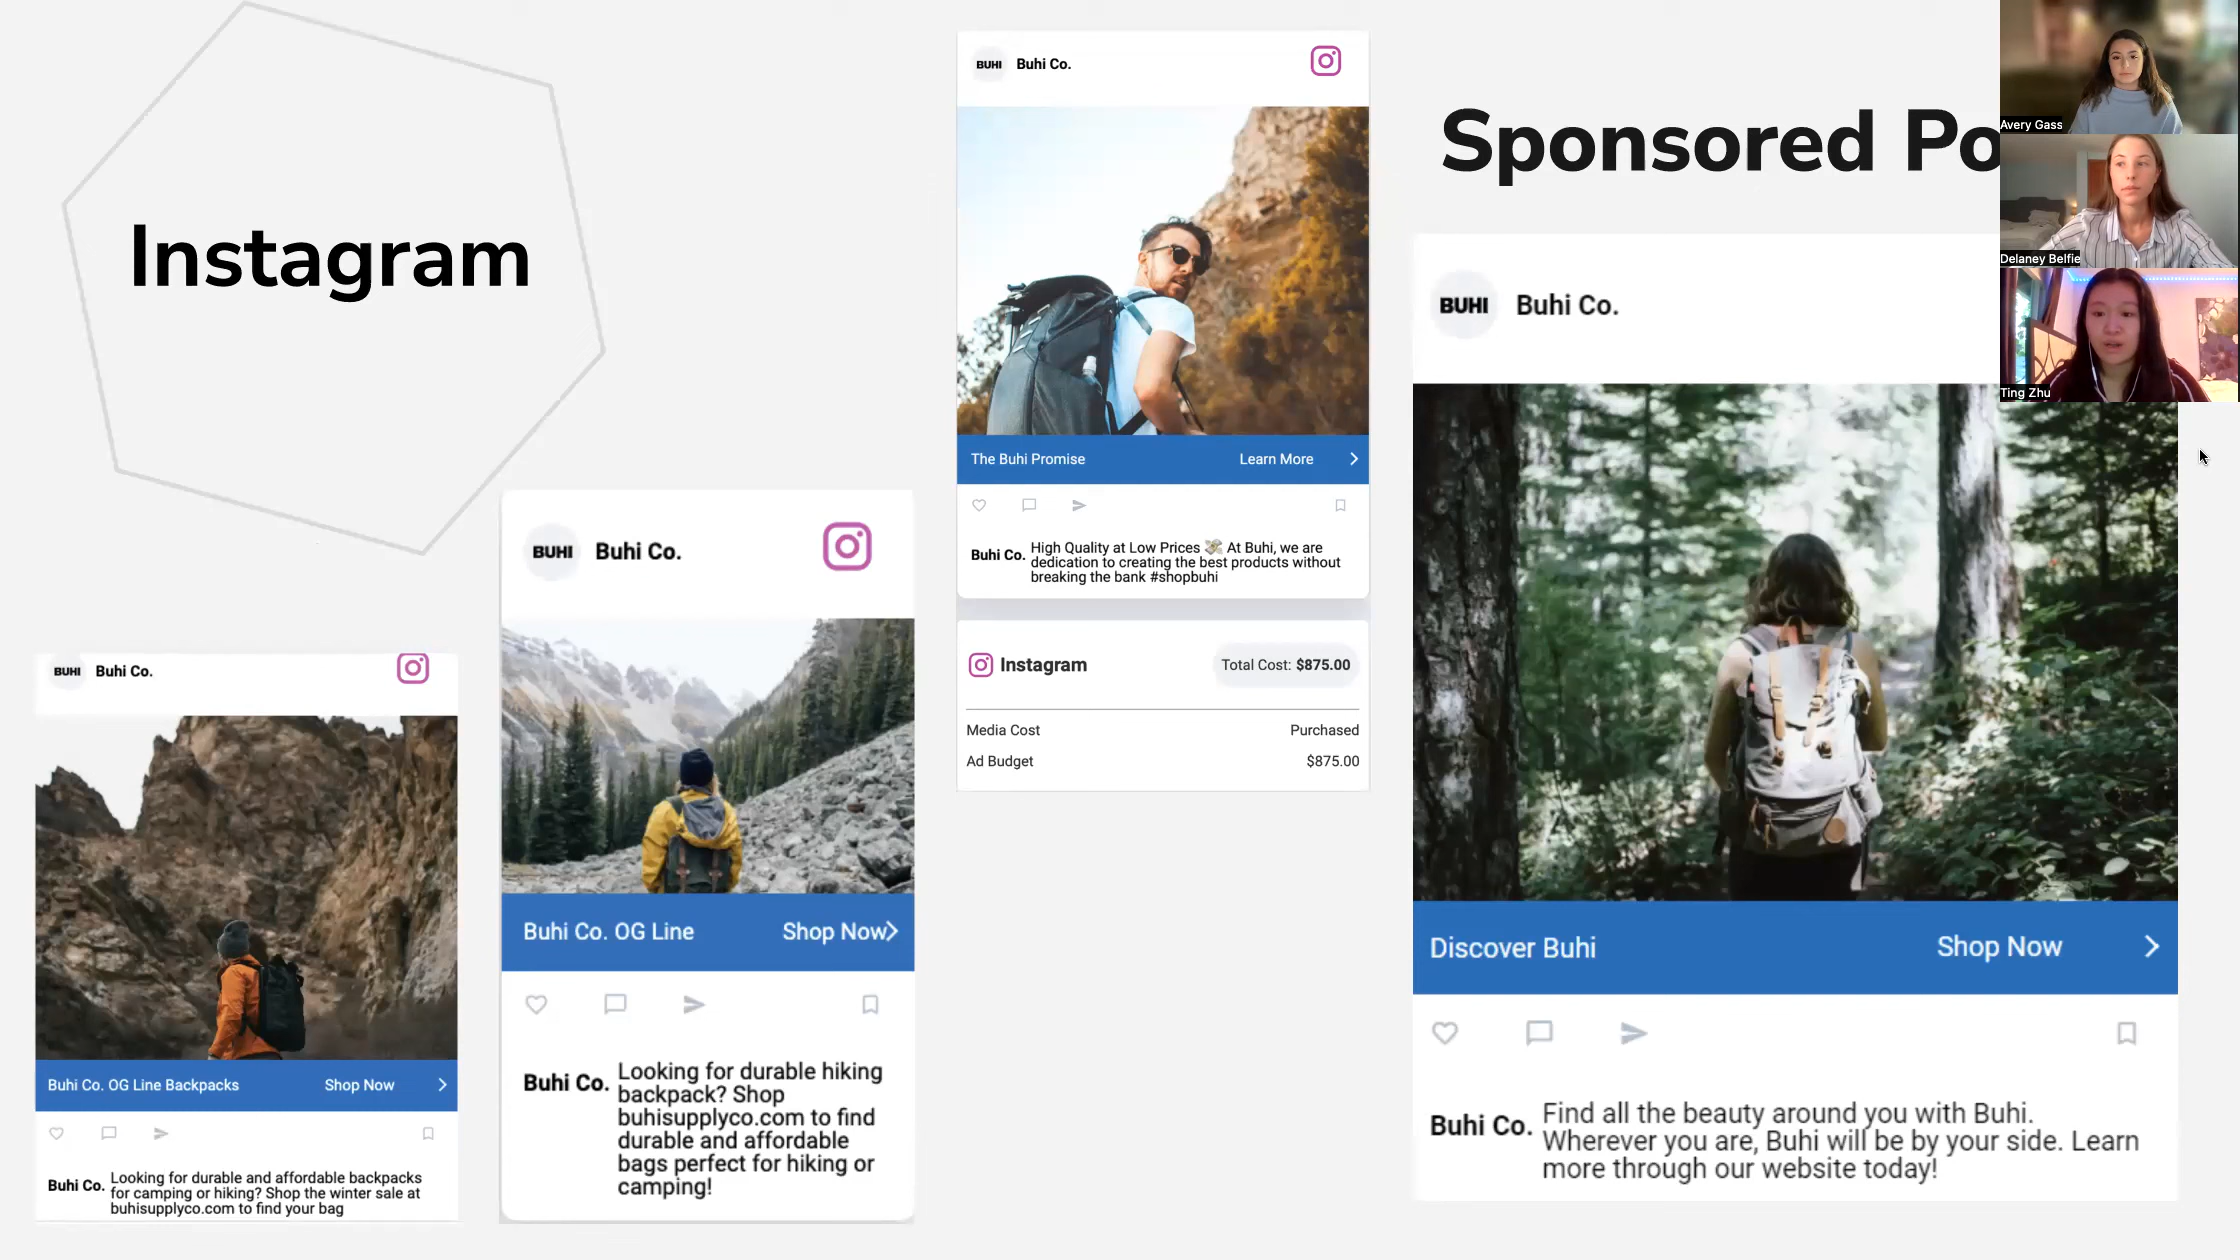 Instagram
BUHI Buhi Co.
Buhi Co. OG Line Backpacks Shop Now
Buhi Co. Looking for durable and affordable backpacks
for camping or hiking? Shop the winter sale at
buhisupplyco.com to find your bag
BUHI Buhi Co.
Buhi Co. OG Line Shop Now
Buhi Co. Looking for durable hiking
backpack? Shop
buhisupplyco.com to find
durable and affordable
bags perfect for hiking or
camping!
BUHI Buhi Co.
The Buhi Promise Learn More
Buhi Co. High Quality at Low Prices 💸 At Buhi, we are
dedication to creating the best products without
breaking the bank #shopbuhi
Instagram Total Cost: $875.00
Media Cost Purchased
Ad Budget $875.00
Sponsored Po
BUHI Buhi Co.
Discover Buhi Shop Now
Buhi Co. Find all the beauty around you with Buhi.
Wherever you are, Buhi will be by your side. Learn
more through our website today!
Avery Gass
Delaney Belfie
Ting Zhu